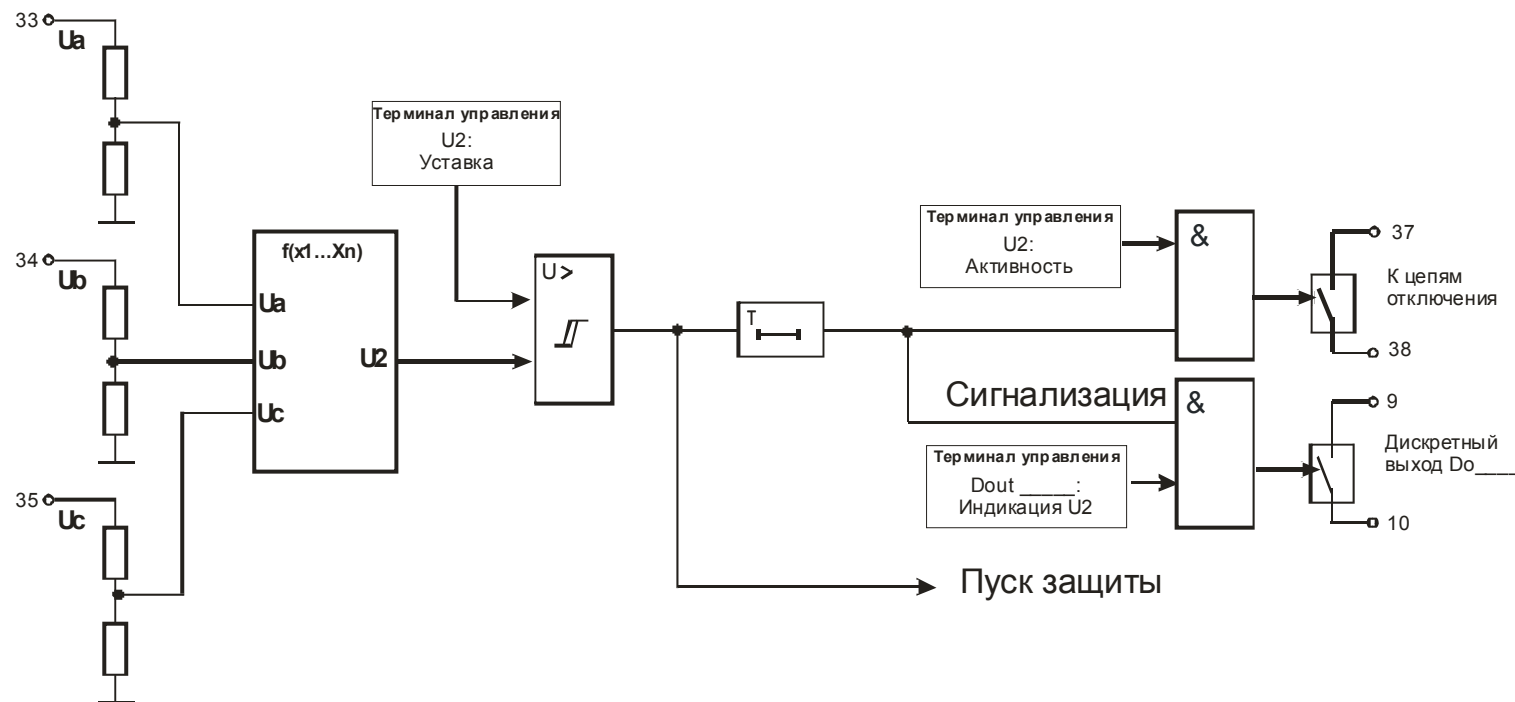 33
Ua
Терминал управления
U2:
Уставка
34
Ub
f(x1...Xn)
Ua
Ub
U2
Uc
U>
T
Терминал управления
U2:
Активность
&
37
К цепям
отключения
38
Сигнализация
&
9
Терминал управления
Dout _____:
Индикация U2
Дискретный
выход Do____
10
35
Uc
Пуск защиты